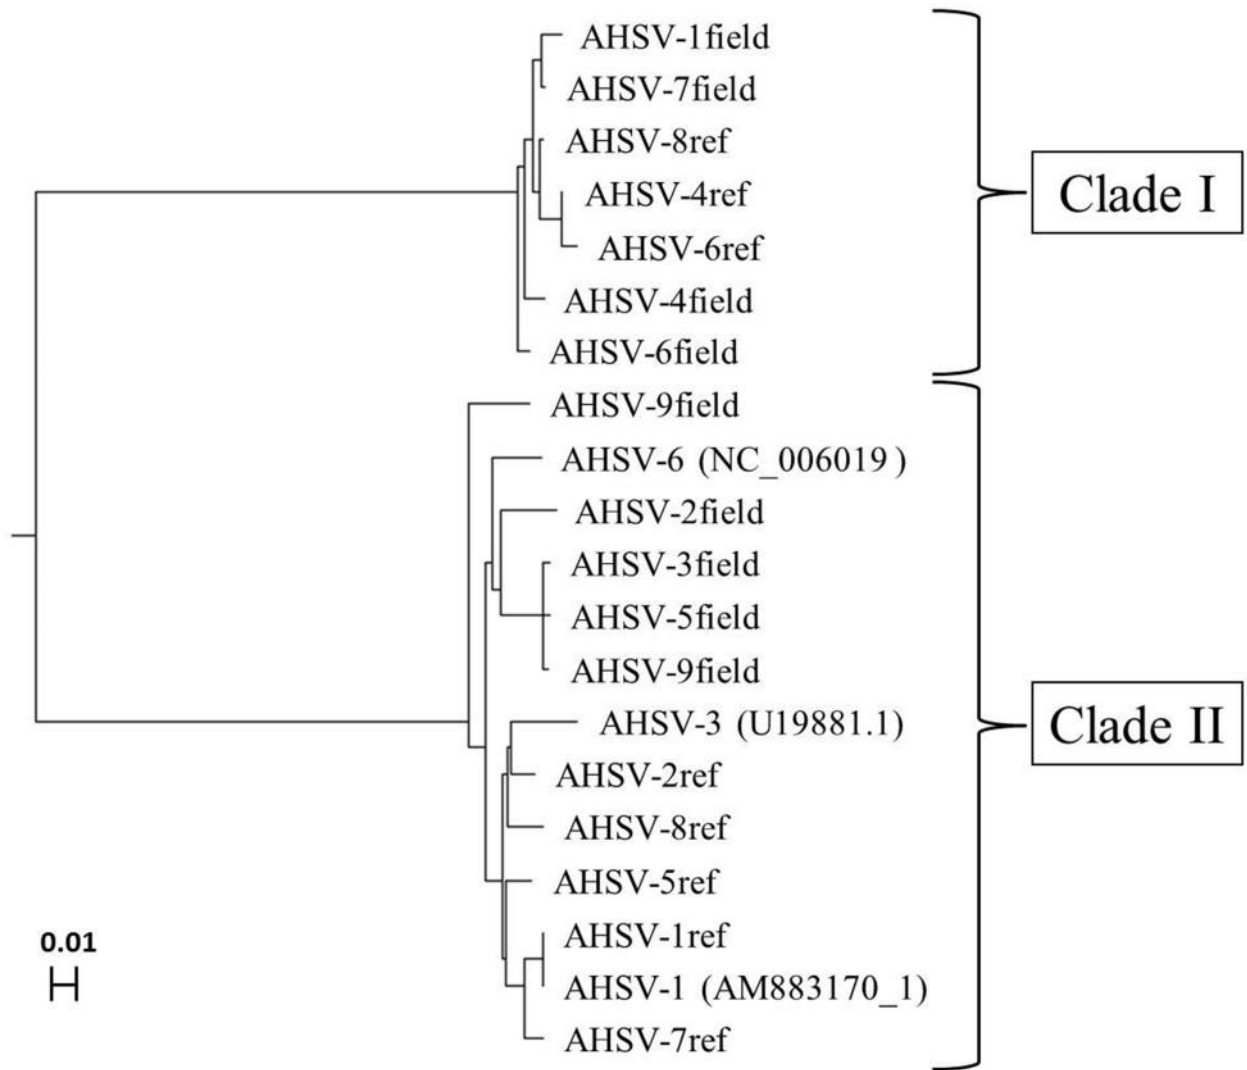 AHSV-1field
AHSV-7field
AHSV-8ref
AHSV-4ref
AHSV-6ref
AHSV-4field
AHSV-6field
Clade I
AHSV-9field
AHSV-6 (NC_006019 )
AHSV-2field
AHSV-3field
AHSV-5field
AHSV-9field
AHSV-3 (U19881.1)
AHSV-2ref
AHSV-8ref
AHSV-5ref
AHSV-1ref
AHSV-1 (AM883170_1)
AHSV-7ref
Clade II
0.01